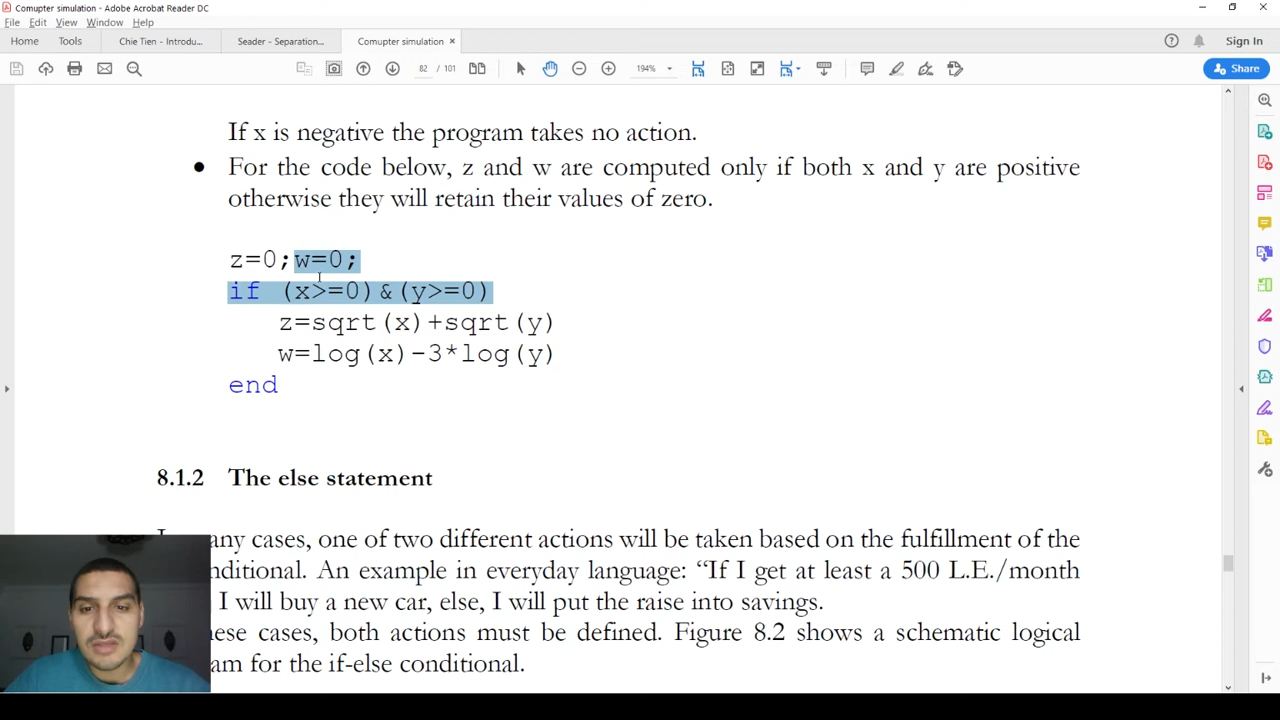 Comupter simulation - Adobe Acrobat Reader DC
File Edit View Window Help
Home Tools Chie Tien - Introdu... Seader - Separation... Comupter simulation × Sign In
82 / 101 194% Share
If x is negative the program takes no action.
● For the code below, z and w are computed only if both x and y are positive
otherwise they will retain their values of zero.
z=0;w=0;
if (x>=0)&(y>=0)
z=sqrt(x)+sqrt(y)
w=log(x)-3*log(y)
end
8.1.2 The else statement
any cases, one of two different actions will be taken based on the fulfillment of the
nditional. An example in everyday language: “If I get at least a 500 L.E./month
I will buy a new car, else, I will put the raise into savings.
hese cases, both actions must be defined. Figure 8.2 shows a schematic logical
am for the if-else conditional.